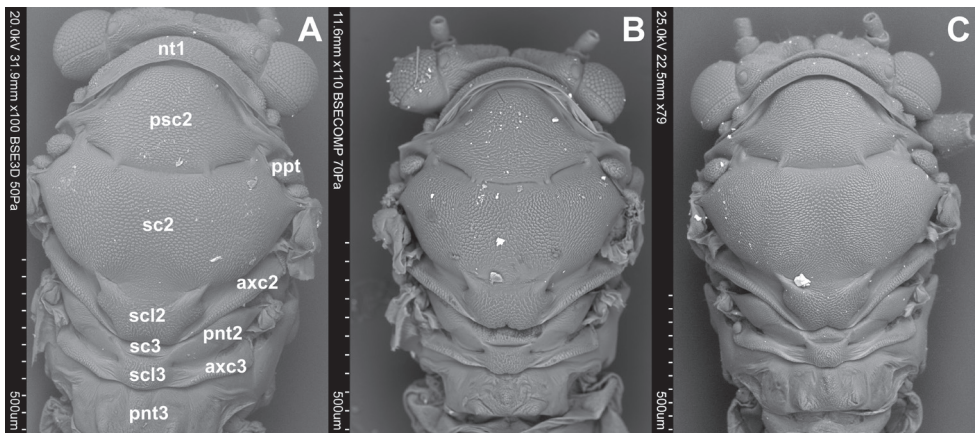 A
nt1
psc2
ppt
sc2
axc2
scl2
pnt2
sc3
axc3
scl3
pnt3
20.0kV 31.9mm x100 BSE3D 50Pa
500um
B
11.6mm x110 BSECOMP 70Pa
500um
C
25.0kV 22.5mm x79
500um